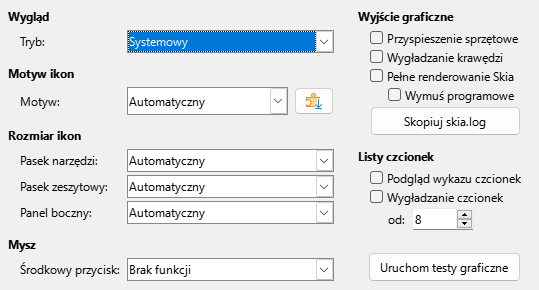 Wygląd
Tryb: Systemowy
Motyw ikon
Motyw: Automatyczny
Rozmiar ikon
Pasek narzędzi: Automatyczny
Pasek zeszytowy: Automatyczny
Panel boczny: Automatyczny
Mysz
Środkowy przycisk: Brak funkcji
Wyjście graficzne
Przyspieszenie sprzętowe
Wygładzanie krawędzi
Pełne renderowanie Skia
Wymuś programowe
Skopiuj skia.log
Listy czcionek
Podgląd wykazu czcionek
Wygładzanie czcionek
od: 8
Uruchom testy graficzne